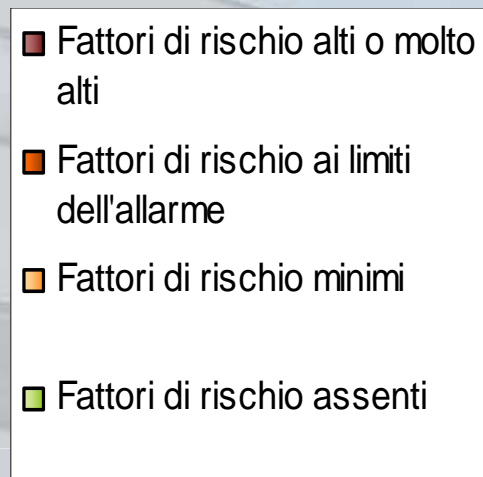 Fattori di rischio alti o molto
alti
Fattori di rischio ai limiti
dell'allarme
Fattori di rischio minimi
Fattori di rischio assenti